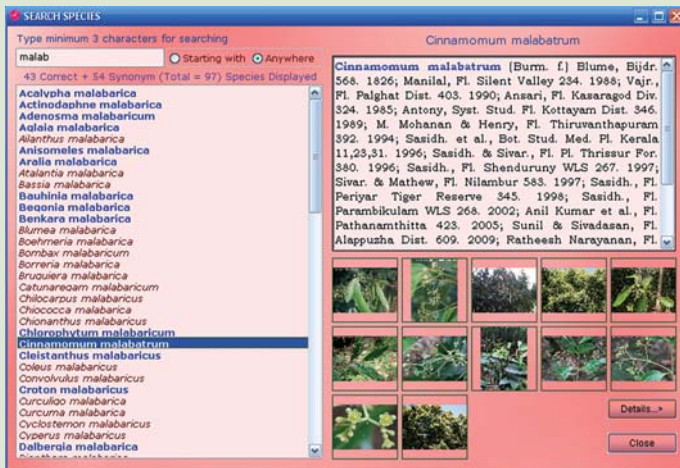 SEARCH SPECIES
Type minimum 3 characters for searching
malab
Starting with
Anywhere
43 Correct + 54 Synonym (Total = 97) Species Displayed
Acalypha malabarica
Actinodaphne malabarica
Adenosma malabaricum
Aglaia malabarica
Ailanthus malabarica
Anisomeles malabarica
Aralia malabarica
Atalantia malabarica
Bassia malabarica
Bauhinia malabarica
Begonia malabarica
Benkara malabarica
Blumea malabarica
Boehmeria malabarica
Bombax malabaricum
Borreria malabarica
Bruguiera malabarica
Catunaregam malabarica
Chilocarpus malabaricus
Chiococca malabarica
Chionanthus malabaricus
Chlorophytum malabaricum
Cinnamomum malabatrum
Cleistanthus malabaricus
Coleus malabaricus
Convolvulus malabaricus
Croton malabaricus
Curculigo malabarica
Curcuma malabarica
Cyclostemon malabaricus
Cyperus malabaricus
Dalbergia malabarica
Cinnamomum malabatrum
Cinnamomum malabatrum (Burm. f.) Blume, Bijdr.
568. 1826; Manilal, Fl. Silent Valley 234. 1988; Vajr.,
Fl. Palghat Dist. 403. 1990; Ansari, Fl. Kasaragod Div.
324. 1985; Antony, Syst. Stud. Fl. Kottayam Dist. 346.
1989; M. Mohanan & Henry, Fl. Thiruvanthapuram
392. 1994; Sasidh. et al., Bot. Stud. Med. Pl. Kerala
11,23,31. 1996; Sasidh. & Sivar., Fl. Pl. Thrissur For.
380. 1996; Sasidh., Fl. Shenduruny WLS 267. 1997;
Sivar. & Mathew, Fl. Nilambur 583. 1997; Sasidh., Fl.
Periyar Tiger Reserve 345. 1998; Sasidh., Fl.
Parambikulam WLS 268. 2002; Anil Kumar et al., Fl.
Pathanamthitta 423. 2005; Sunil & Sivadasan, Fl.
Alappuzha Dist. 609. 2009; Ratheesh Narayanan, Fl.
Details...>
Close